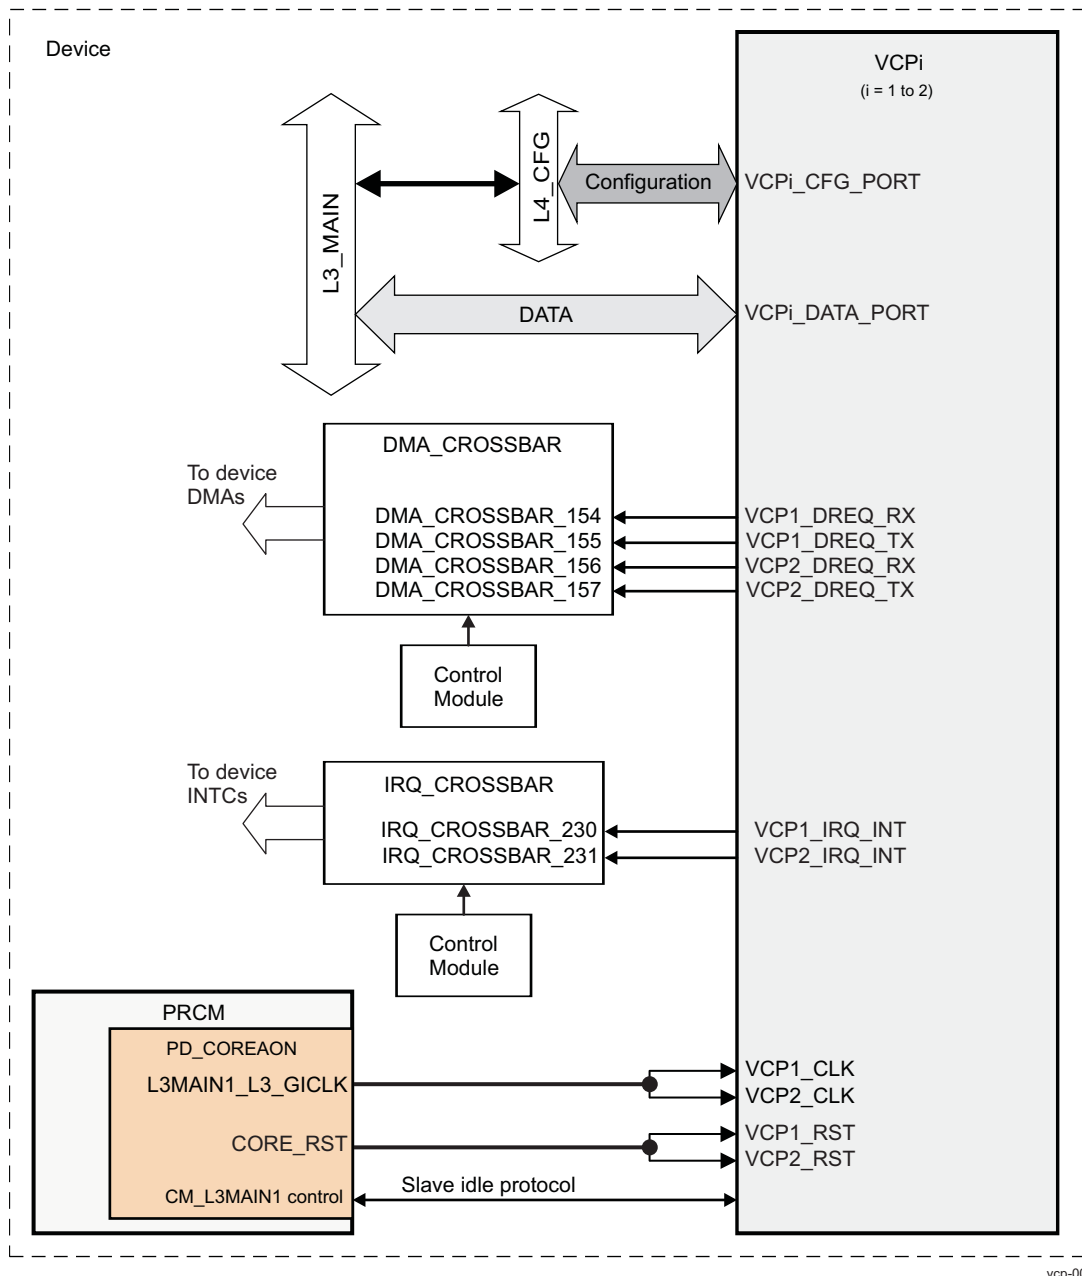 Device
VCPi
(i = 1 to 2)
L3_MAIN
L4_CFG
Configuration
VCPi_CFG_PORT
DATA
VCPi_DATA_PORT
DMA_CROSSBAR
To device
DMAs
DMA_CROSSBAR_154
VCP1_DREQ_RX
DMA_CROSSBAR_155
VCP1_DREQ_TX
DMA_CROSSBAR_156
VCP2_DREQ_RX
DMA_CROSSBAR_157
VCP2_DREQ_TX
Control
Module
To device
INTCs
IRQ_CROSSBAR
IRQ_CROSSBAR_230
VCP1_IRQ_INT
IRQ_CROSSBAR_231
VCP2_IRQ_INT
Control
Module
PRCM
PD_COREAON
L3MAIN1_L3_GICLK
VCP1_CLK
VCP2_CLK
CORE_RST
VCP1_RST
VCP2_RST
CM_L3MAIN1 control
Slave idle protocol